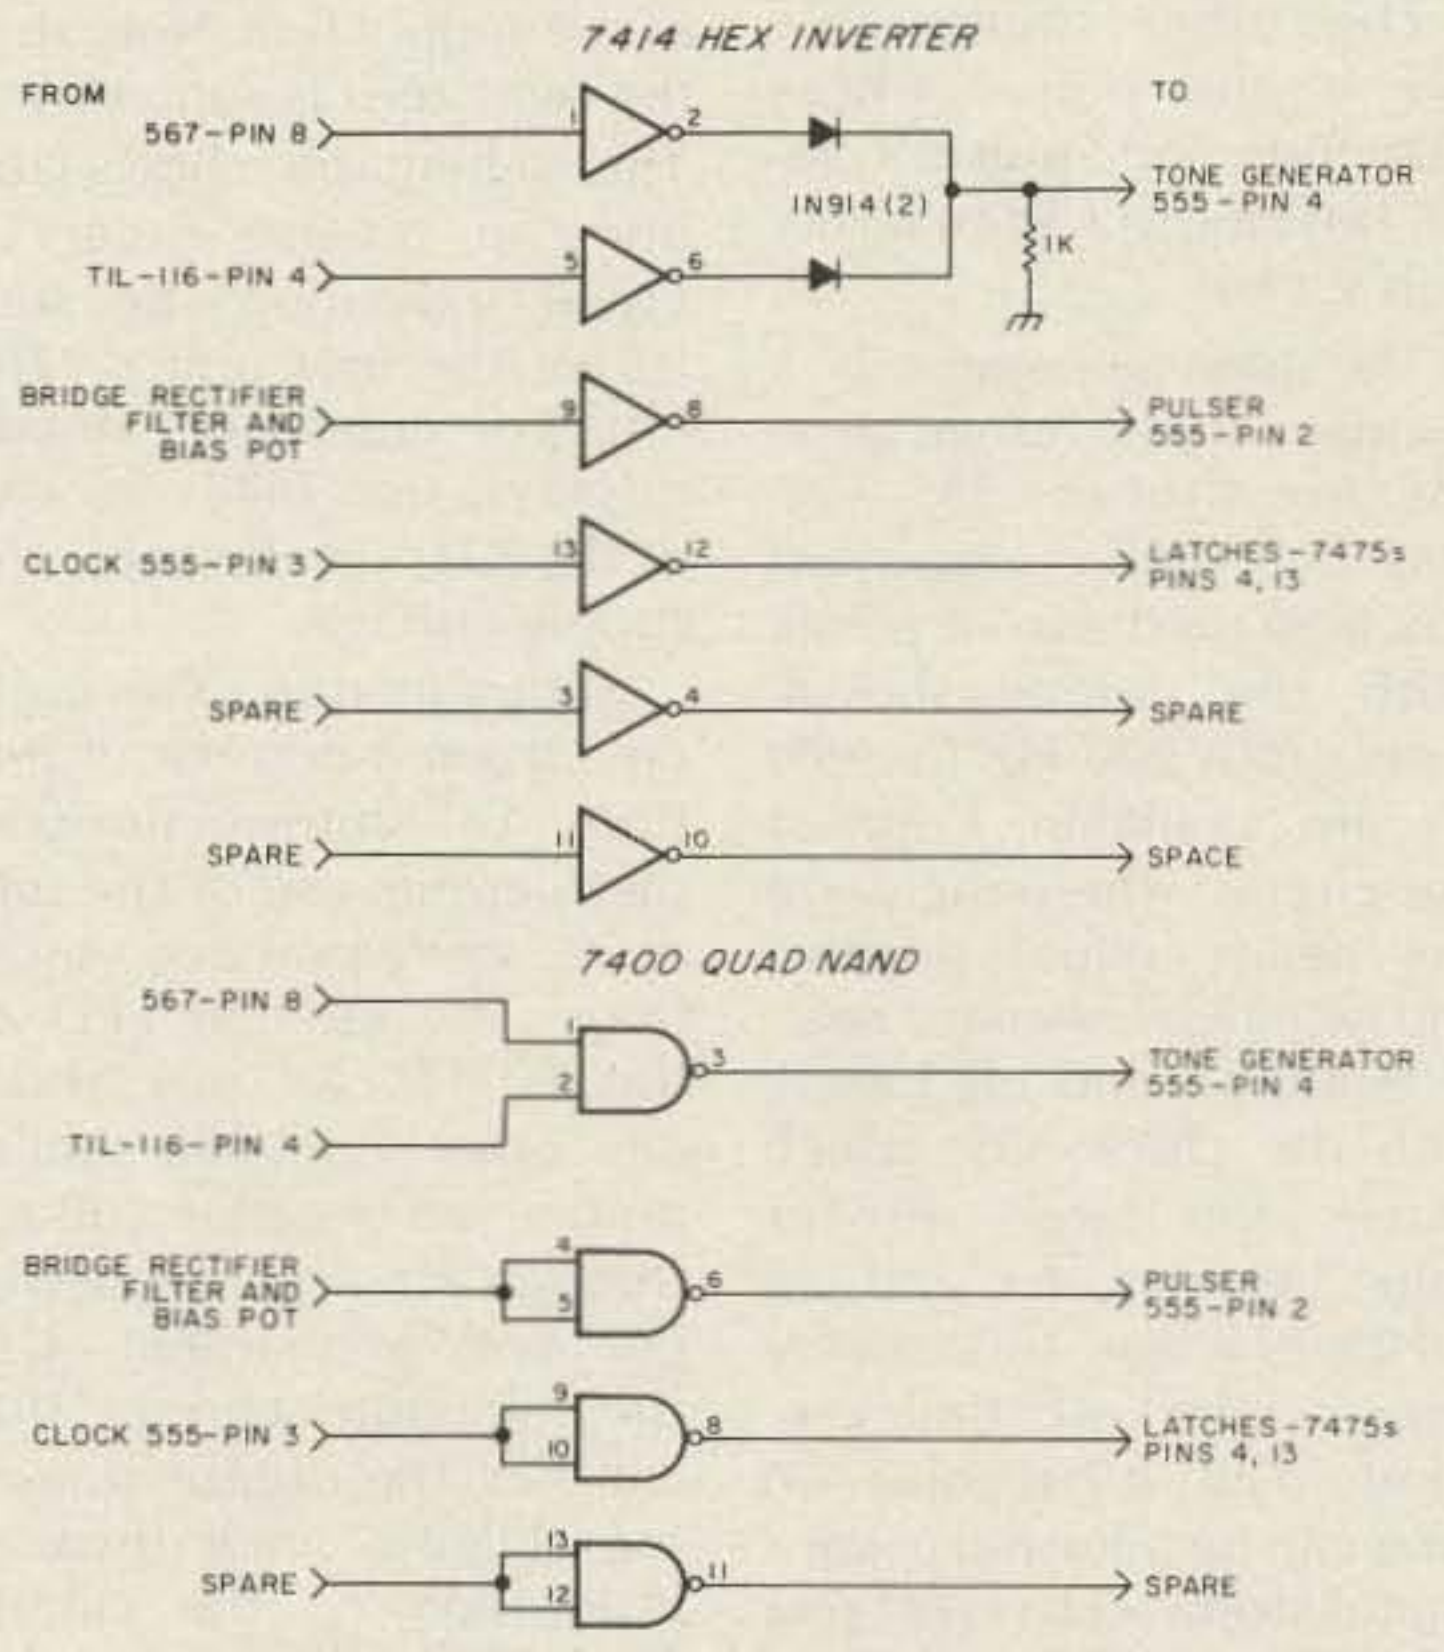 7414 HEX INVERTER
FROM
TO
567-PIN 8
1
2
1N914(2)
TONE GENERATOR
555-PIN 4
1K
TIL-116-PIN 4
5
6
BRIDGE RECTIFIER
FILTER AND
BIAS POT
9
8
PULSER
555-PIN 2
CLOCK 555-PIN 3
13
12
LATCHES-7475s
PINS 4, 13
SPARE
3
4
SPARE
SPARE
11
10
SPACE
7400 QUAD NAND
567-PIN 8
1
2
3
TONE GENERATOR
555-PIN 4
TIL-116-PIN 4
BRIDGE RECTIFIER
FILTER AND
BIAS POT
4
5
6
PULSER
555-PIN 2
CLOCK 555-PIN 3
9
10
8
LATCHES-7475s
PINS 4, 13
SPARE
13
12
11
SPARE